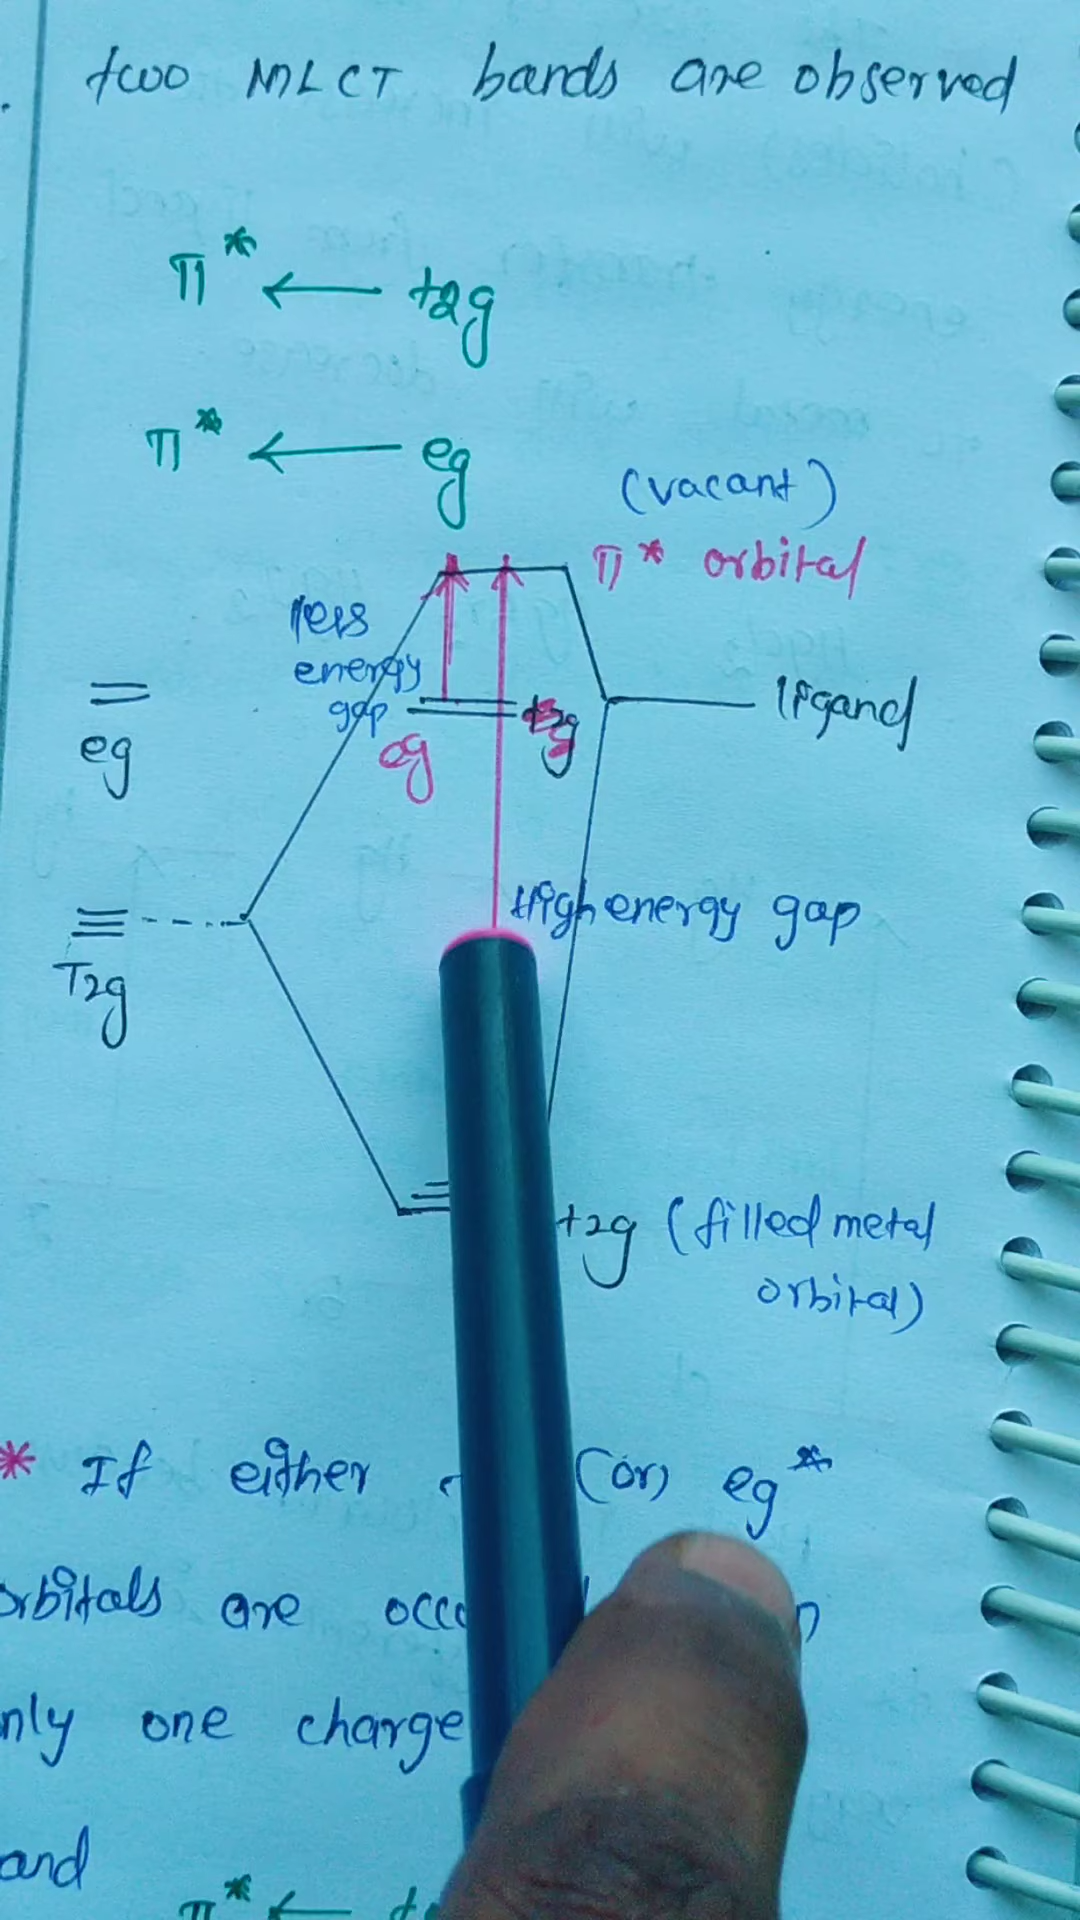 two MLCT bands are observed
π* ← t2g
π* ← eg
(vacant)
π* orbital
less
energy
gap
eg
ligand
eg
High energy gap
T2g
t2g (filled metal
orbital)
* If either (or) eg*
orbitals are
only one charge
and
π* ←